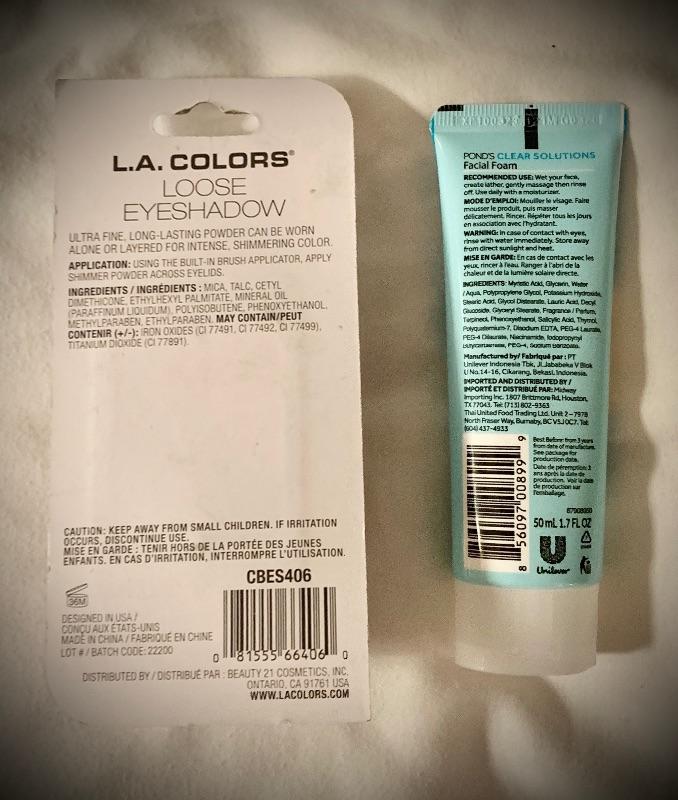 L.A. COLORS®
LOOSE
EYESHADOW
ULTRA FINE, LONG-LASTING POWDER CAN BE WORN
ALONE OR LAYERED FOR INTENSE, SHIMMERING COLOR.
APPLICATION: USING THE BUILT-IN BRUSH APPLICATOR, APPLY
SHIMMER POWDER ACROSS EYELIDS.
INGREDIENTS / INGRÉDIENTS: MICA, TALC, CETYL
DIMETHICONE, ETHYLHEXYL PALMITATE, MINERAL OIL
(PARAFFINUM LIQUIDUM), POLYISOBUTENE, PHENOXYETHANOL,
METHYLPARABEN, ETHYLPARABEN. MAY CONTAIN/PEUT
CONTENIR (+/-): IRON OXIDES (CI 77491, CI 77492, CI 77499),
TITANIUM DIOXIDE (CI 77891).
CAUTION: KEEP AWAY FROM SMALL CHILDREN. IF IRRITATION
OCCURS, DISCONTINUE USE.
MISE EN GARDE : TENIR HORS DE LA PORTÉE DES JEUNES
ENFANTS. EN CAS D'IRRITATION, INTERROMPRE L'UTILISATION.
CBES406
36M
DESIGNED IN USA /
CONÇU AUX ÉTATS-UNIS
MADE IN CHINA / FABRIQUÉ EN CHINE
LOT # / BATCH CODE: 22200
0 81555 66406 0
DISTRIBUTED BY / DISTRIBUÉ PAR : BEAUTY 21 COSMETICS, INC.
ONTARIO, CA 91761 USA
WWW.LACOLORS.COM
POND'S CLEAR SOLUTIONS
Facial Foam
RECOMMENDED USE: Wet your face,
create lather, gently massage then rinse
off. Use daily with a moisturizer.
MODE D'EMPLOI: Mouiller le visage. Faire
mousser le produit, puis masser
délicatement. Rincer. Répéter tous les jours
en association avec l'hydratant.
WARNING: In case of contact with eyes,
rinse with water immediately. Store away
from direct sunlight and heat.
MISE EN GARDE: En cas de contact avec les
yeux, rincer à l'eau. Ranger à l'abri de la
chaleur et de la lumière solaire directe.
INGREDIENTS: Myristic Acid, Glycerin, Water
/ Aqua, Polypropylene Glycol, Potassium Hydroxide,
Stearic Acid, Glycol Distearate, Lauric Acid, Decyl
Glucoside, Glyceryl Stearate, Fragrance / Parfum,
Terpineol, Phenoxyethanol, Salicylic Acid, Thymol,
Polyquaternium-7, Disodium EDTA, PEG-4 Laurate,
PEG-4 Dilaurate, Niacinamide, Iodopropynyl
Butylcarbamate, PEG-4, Sodium Benzoate.
Manufactured by/ Fabriqué par : PT
Unilever Indonesia Tbk, Jl.Jababeka V Blok
U No.14-16, Cikarang, Bekasi, Indonesia.
IMPORTED AND DISTRIBUTED BY /
IMPORTÉ ET DISTRIBUÉ PAR: Midway
Importing Inc. 1807 Brittmore Rd, Houston,
TX 77043. Tel: (713) 802-9363
Thai United Food Trading Ltd. Unit 2 - 7978
North Fraser Way, Burnaby, BC V5J 0C7. Tel:
(604) 437-4933
8 56097 00899 9
Best Before: from 3 years
from date of manufacture.
See package for
production date.
Date de péremption: 3
ans après la date de
production. Voir la date
de production sur
l'emballage.
50 mL 1.7 FL OZ
Unilever